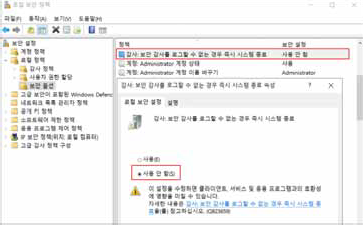 로컬 보안 정책
파일(F) 동작(A) 보기(V) 도움말(H)
보안 설정
계정 정책
로컬 정책
감사 정책
사용자 권한 할당
보안 옵션
고급 보안이 포함된 Windows Defend
네트워크 목록 관리자 정책
공개 키 정책
소프트웨어 제한 정책
응용 프로그램 제어 정책
IP 보안 정책(위치: 로컬 컴퓨터)
고급 감사 정책 구성
정책 보안 설정
감사: 보안 감사를 로그할 수 없는 경우 즉시 시스템 종료 사용 안 함
계정: Administrator 계정 상태 사용
계정: Administrator 계정 이름 바꾸기
감사: 보안 감사를 로그할 수 없는 경우 즉시 시스템 종료 속성
로컬 보안 설정 설명
감사: 보안 감사를 로그할 수 없는 경우 즉시 시스템 종료
사용(E)
사용 안 함(S)
이 설정을 수정하면 클라이언트, 서비스 및 응용 프로그램과의 호환성
에 영향을 미칠 수 있습니다.
자세한 내용은 감사: 보안 감사를 로그할 수 없는 경우 즉시 시스템 종
료을(를) 참고하십시오. (Q823659)